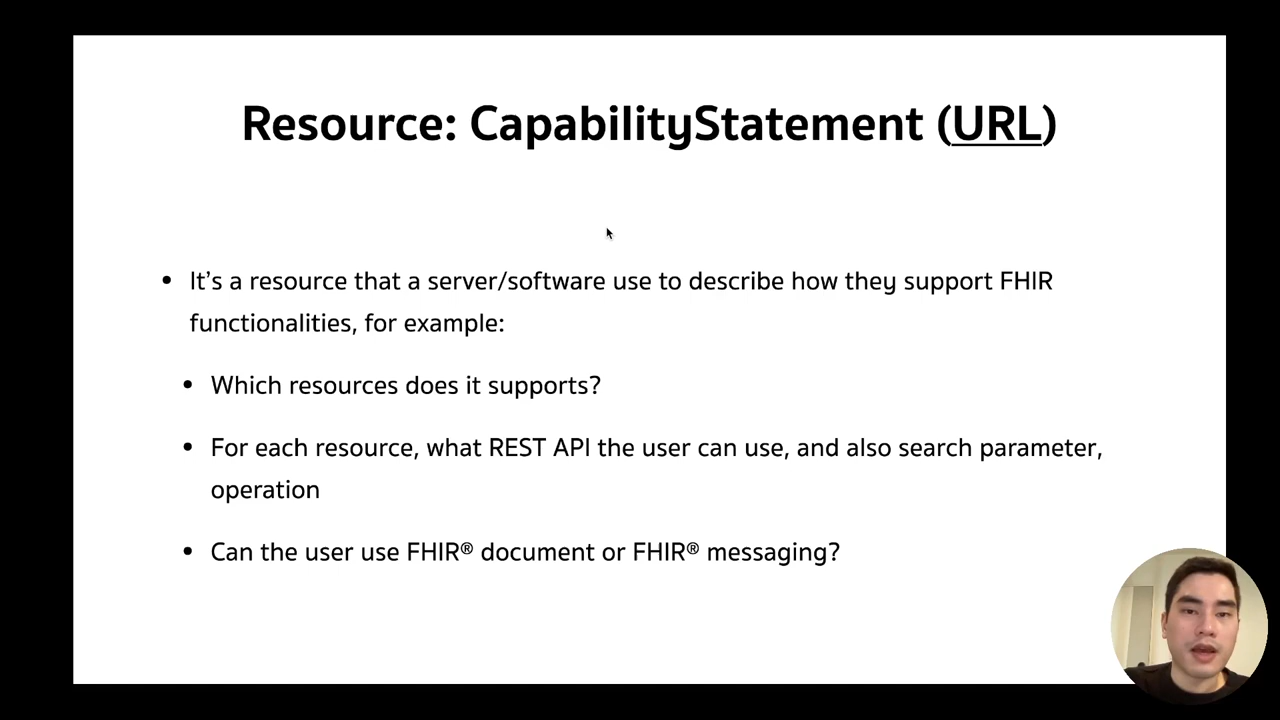 Resource: CapabilityStatement (URL)
• It’s a resource that a server/software use to describe how they support FHIR
functionalities, for example:
• Which resources does it supports?
• For each resource, what REST API the user can use, and also search parameter,
operation
• Can the user use FHIR® document or FHIR® messaging?